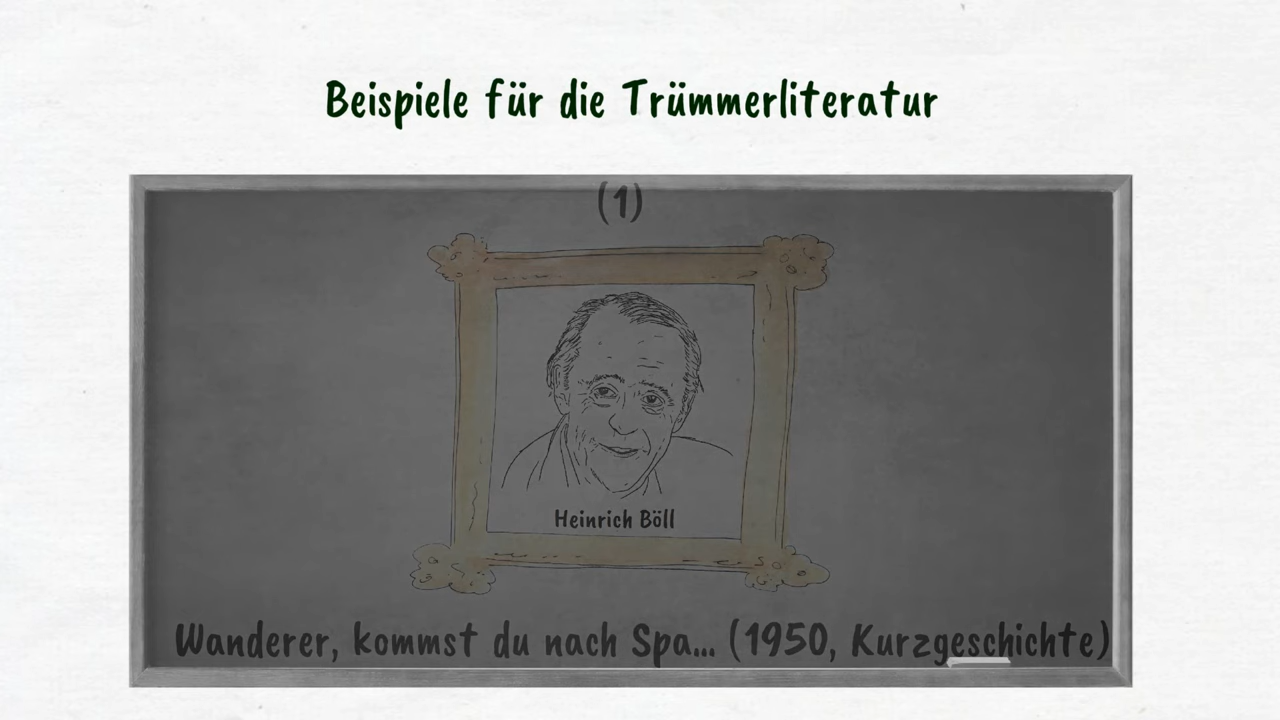 Beispiele für die Trümmerliteratur
(1)
Heinrich Böll
Wanderer, kommst du nach Spa... (1950, Kurzgeschichte)